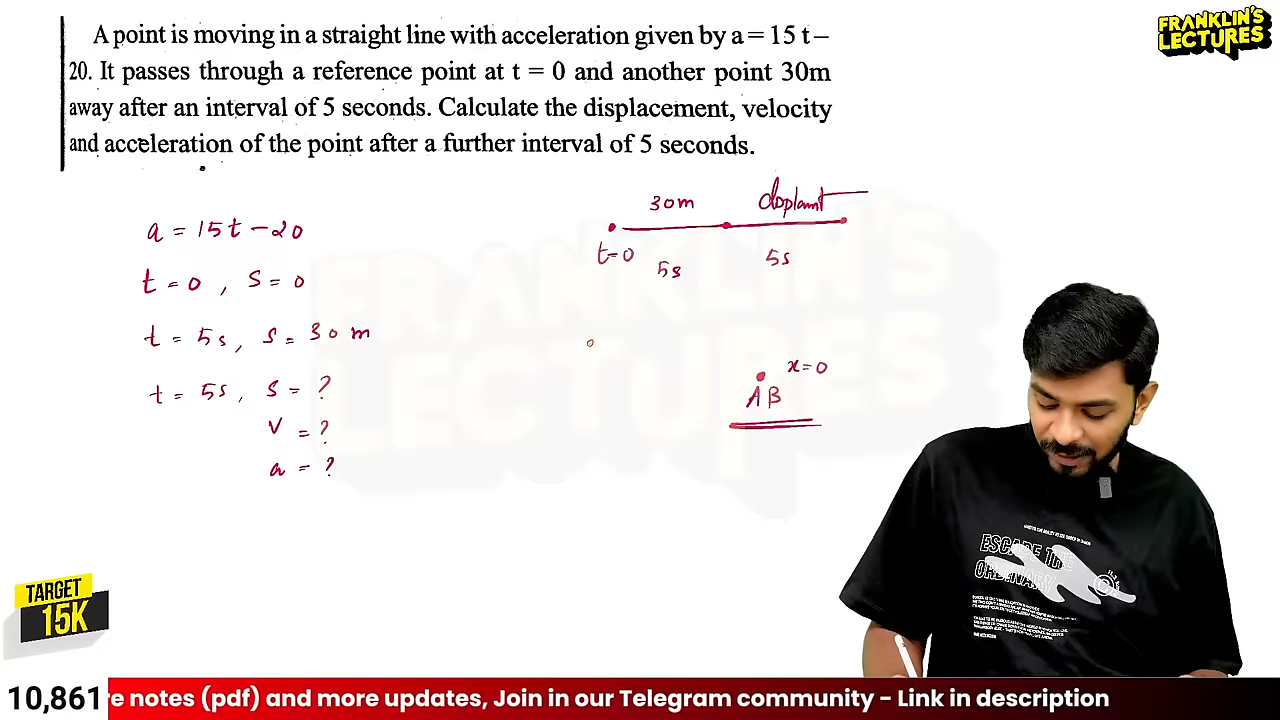 A point is moving in a straight line with acceleration given by a = 15 t –
20. It passes through a reference point at t = 0 and another point 30m
away after an interval of 5 seconds. Calculate the displacement, velocity
and acceleration of the point after a further interval of 5 seconds.
FRANKLIN'S
LECTURES
a = 15t - 20
t = 0 , S = 0
t = 5s, S = 30 m
t = 5s, S = ?
V = ?
a = ?
30m
t=0
5s
5s
x=0
AB
FRANKLIN'S
LECTURES
ESCAPE THE
ORDINARY
TARGET
15K
10,861
re notes (pdf) and more updates, Join in our Telegram community - Link in description